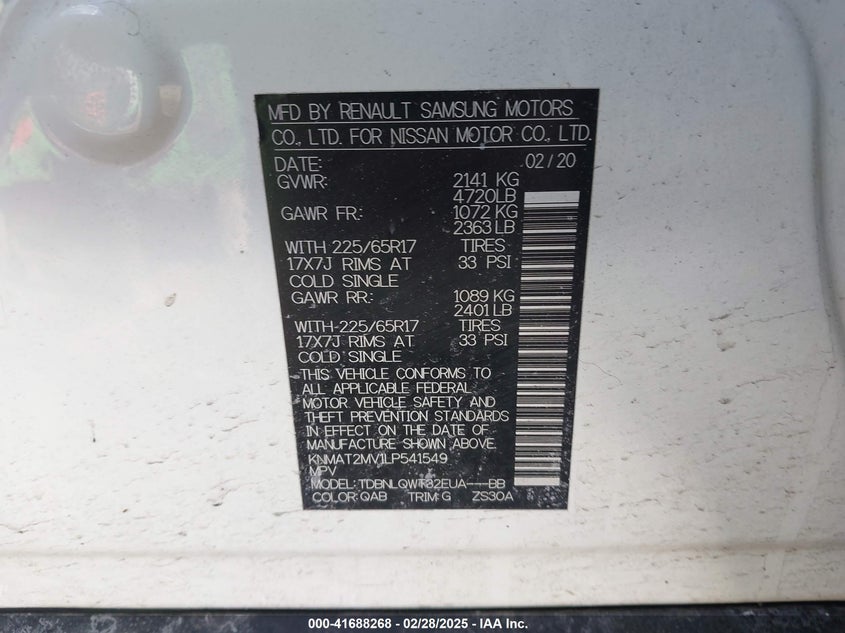 MFD BY RENAULT SAMSUNG MOTORS
CO., LTD. FOR NISSAN MOTOR CO., LTD.
DATE: 02/20
GVWR: 2141 KG
4720LB
GAWR FR: 1072 KG
2363 LB
WITH 225/65R17 TIRES
17X7J RIMS AT 33 PSI
COLD SINGLE
GAWR RR: 1089 KG
2401 LB
WITH 225/65R17 TIRES
17X7J RIMS AT 33 PSI
COLD SINGLE
THIS VEHICLE CONFORMS TO
ALL APPLICABLE FEDERAL
MOTOR VEHICLE SAFETY AND
THEFT PREVENTION STANDARDS
IN EFFECT ON THE DATE OF
MANUFACTURE SHOWN ABOVE.
KNMAT2MV1LP541549
MPV
MODEL: TDBNLQWT32EUA---BB
COLOR: QAB TRIM: G ZS30A
000-41688268 - 02/28/2025 - IAA Inc.